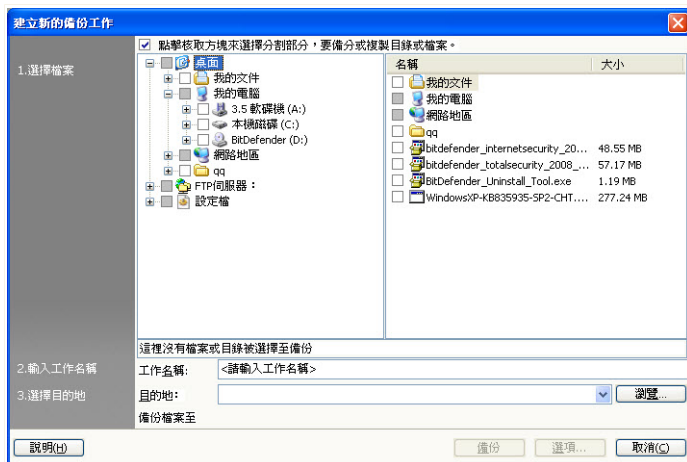 建立新的備份工作
1.選擇檔案
點擊核取方塊來選擇分割部分，要備分或複製目錄或檔案。
桌面
我的文件
我的電腦
3.5 軟碟機 (A:)
本機磁碟 (C:)
BitDefender (D:)
網路地區
qq
FTP伺服器：
設定檔
名稱 大小
我的文件
我的電腦
網路地區
qq
bitdefender_internetsecurity_20... 48.55 MB
bitdefender_totalsecurity_2008_... 57.17 MB
BitDefender_Uninstall_Tool.exe 1.19 MB
WindowsXP-KB835935-SP2-CHT.... 277.24 MB
這裡沒有檔案或目錄被選擇至備份
2.輸入工作名稱
工作名稱: <請輸入工作名稱>
3.選擇目的地
目的地: 瀏覽...
備份檔案至
說明(H) 備份 選項... 取消(C)